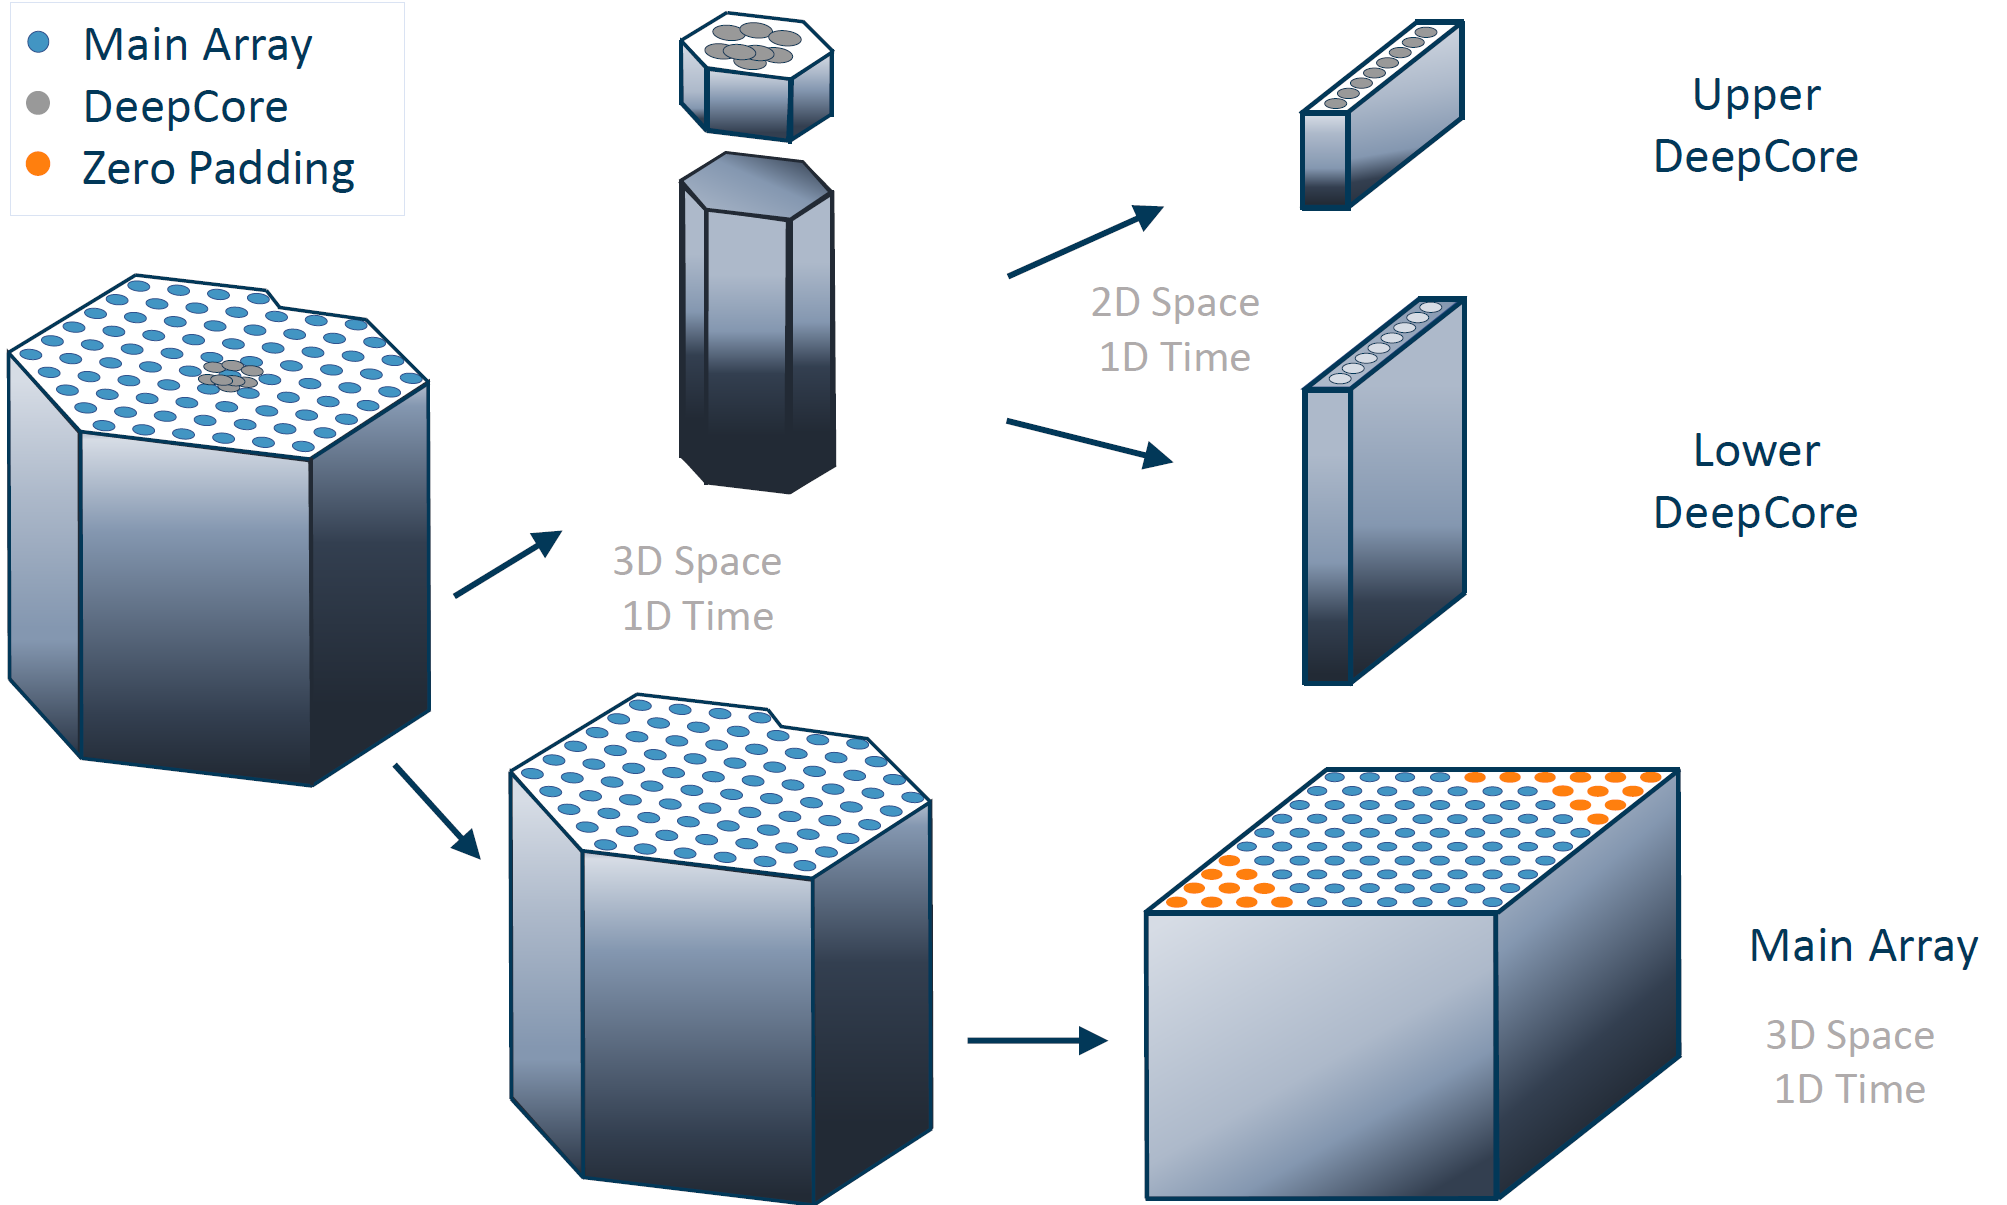 Main Array
DeepCore
Zero Padding
Upper
DeepCore
2D Space
1D Time
Lower
DeepCore
3D Space
1D Time
Main Array
3D Space
1D Time